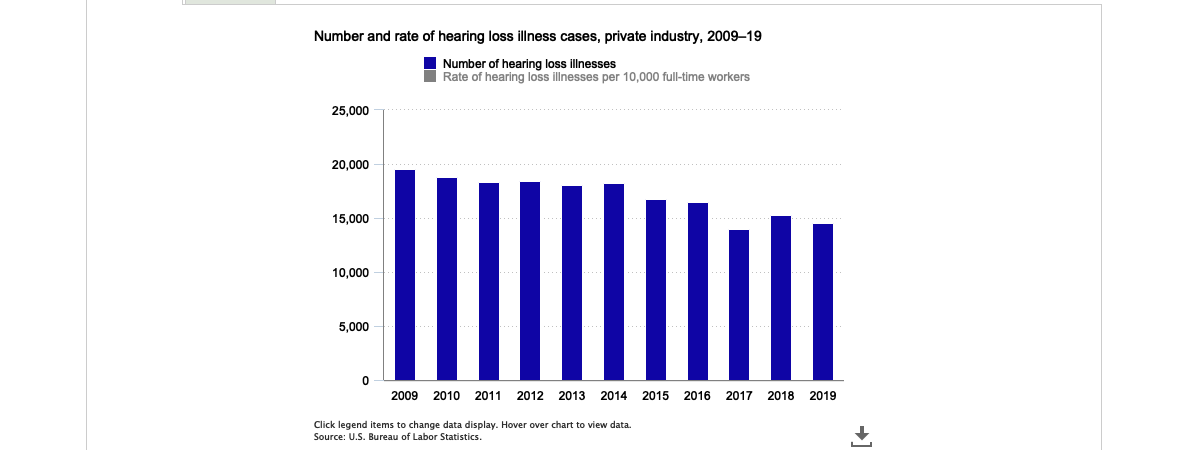 Number and rate of hearing loss illness cases, private industry, 2009–19
Number of hearing loss illnesses
Rate of hearing loss illnesses per 10,000 full-time workers
25,000
20,000
15,000
10,000
5,000
0
2009 2010 2011 2012 2013 2014 2015 2016 2017 2018 2019
Click legend items to change data display. Hover over chart to view data.
Source: U.S. Bureau of Labor Statistics.